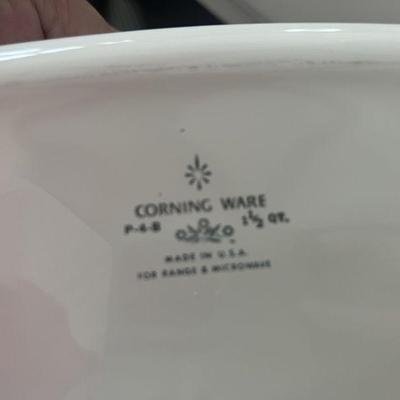 CORNING WARE
P-4-B 1½ QT.
MADE IN U.S.A.
FOR RANGE & MICROWAVE